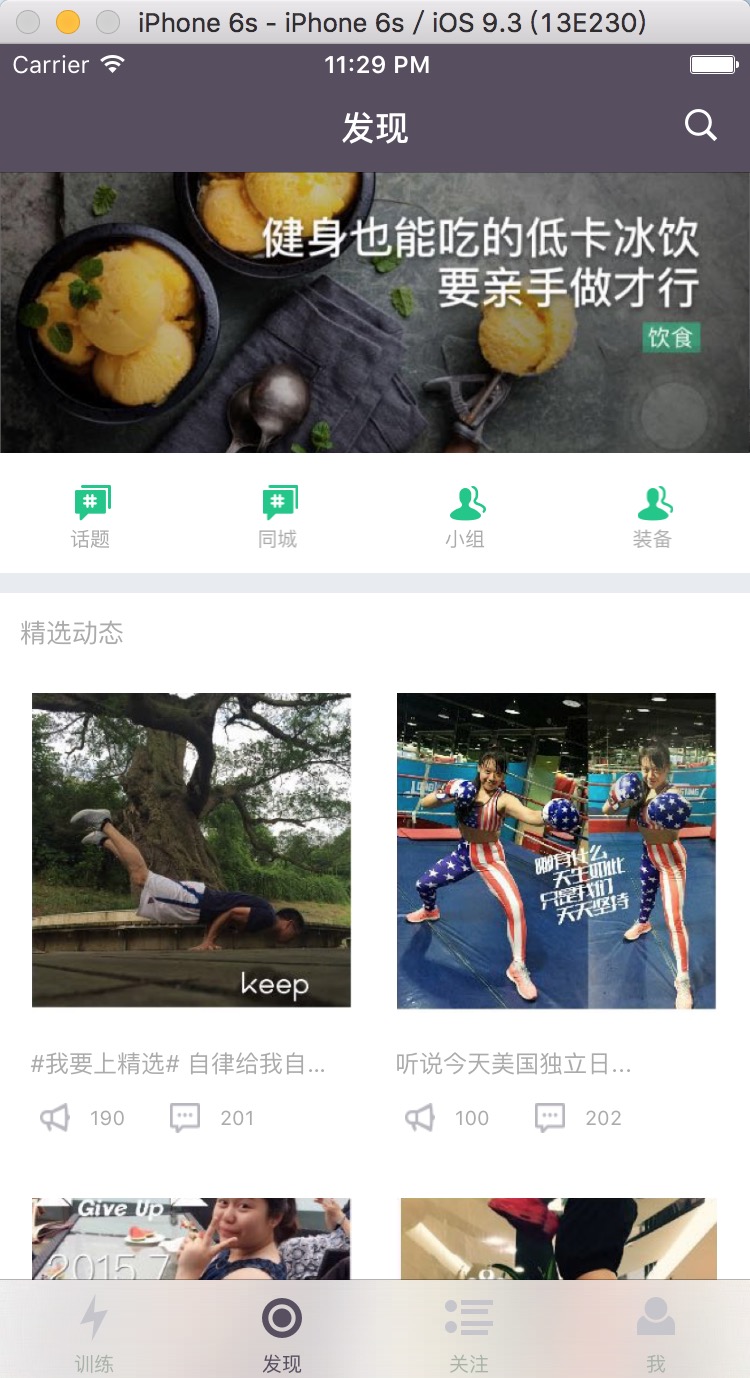 iPhone 6s - iPhone 6s / iOS 9.3 (13E230)
Carrier 11:29 PM
发现
健身也能吃的低卡冰饮
要亲手做才行
饮食
话题 同城 小组 装备
精选动态
keep
哪有什么
天生如此
只是我们
天天坚持
#我要上精选# 自律给我自...
听说今天美国独立日...
190 201
100 202
Give Up
2015.7
训练 发现 关注 我